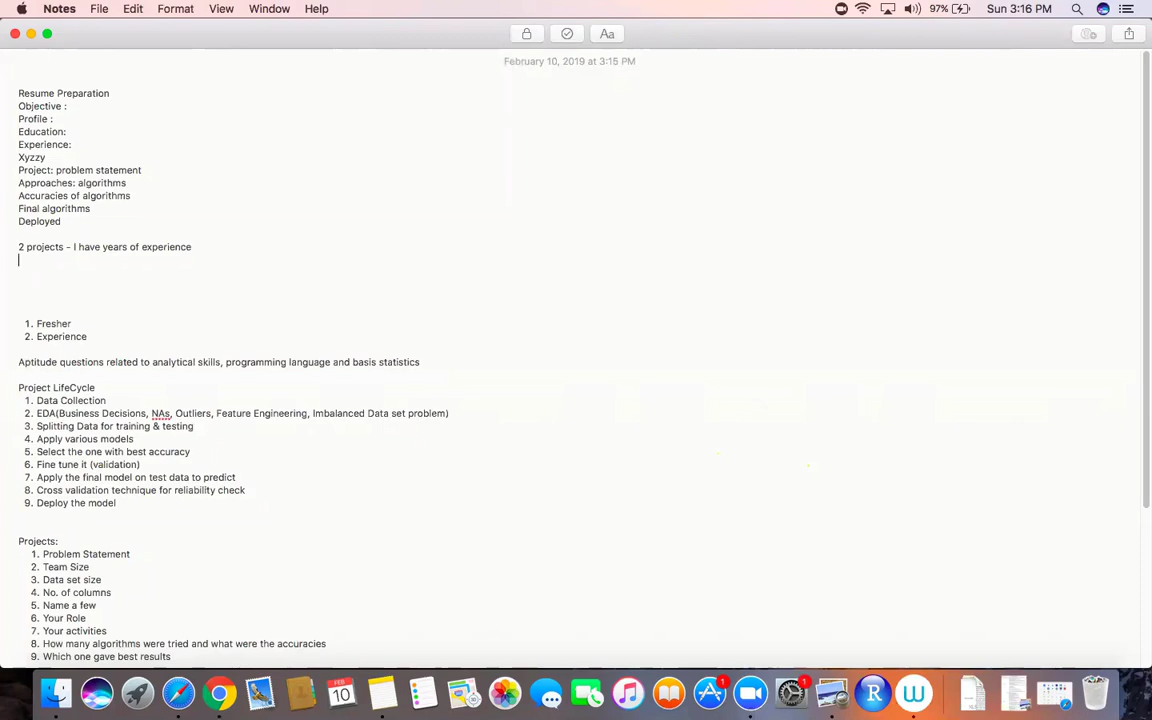 Notes File Edit Format View Window Help 97% Sun 3:16 PM
Aa
February 10, 2019 at 3:15 PM
Resume Preparation
Objective :
Profile :
Education:
Experience:
Xyzzy
Project: problem statement
Approaches: algorithms
Accuracies of algorithms
Final algorithms
Deployed
2 projects - I have years of experience
1. Fresher
2. Experience
Aptitude questions related to analytical skills, programming language and basis statistics
Project LifeCycle
1. Data Collection
2. EDA(Business Decisions, NAs, Outliers, Feature Engineering, Imbalanced Data set problem)
3. Splitting Data for training & testing
4. Apply various models
5. Select the one with best accuracy
6. Fine tune it (validation)
7. Apply the final model on test data to predict
8. Cross validation technique for reliability check
9. Deploy the model
Projects:
1. Problem Statement
2. Team Size
3. Data set size
4. No. of columns
5. Name a few
6. Your Role
7. Your activities
8. How many algorithms were tried and what were the accuracies
9. Which one gave best results
FEB
10
1
1
R
W